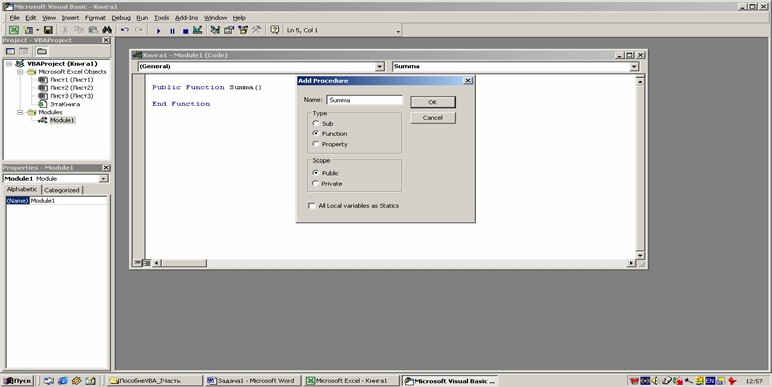 Microsoft Visual Basic - Книга1
File Edit View Insert Format Debug Run Tools Add-Ins Window Help
Ln 5, Col 1
Project - VBAProject
VBAProject (Книга1)
Microsoft Excel Objects
Лист1 (Лист1)
Лист2 (Лист2)
Лист3 (Лист3)
ЭтаКнига
Modules
Module1
Properties - Module1
Module1 Module
Alphabetic Categorized
(Name) Module1
Книга1 - Module1 (Code)
(General) Summa
Public Function Summa()
End Function
Add Procedure
Name: Summa
OK
Cancel
Type
Sub
Function
Property
Scope
Public
Private
All Local variables as Statics
Пуск
ПособиеVBA_IЧасть
Задача1 - Microsoft Word
Microsoft Excel - Книга1
Microsoft Visual Basic ...
EN
12:57